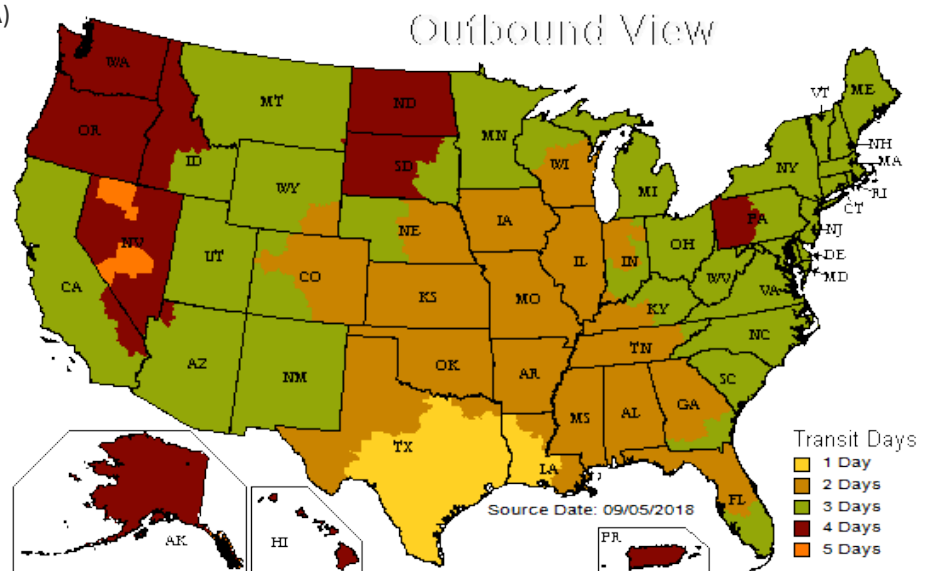 A)
Outbound View
WA
MT
ND
MN
VT
ME
OR
ID
SD
WI
NH
MA
WY
MI
NY
RI
CT
IA
PA
NV
NE
NJ
UT
IL
IN
OH
DE
CO
WV
MD
CA
KS
MO
VA
KY
NC
TN
AZ
NM
OK
AR
SC
MS
AL
GA
TX
LA
FL
AK
HI
PR
Source Date: 09/05/2018
Transit Days
1 Day
2 Days
3 Days
4 Days
5 Days